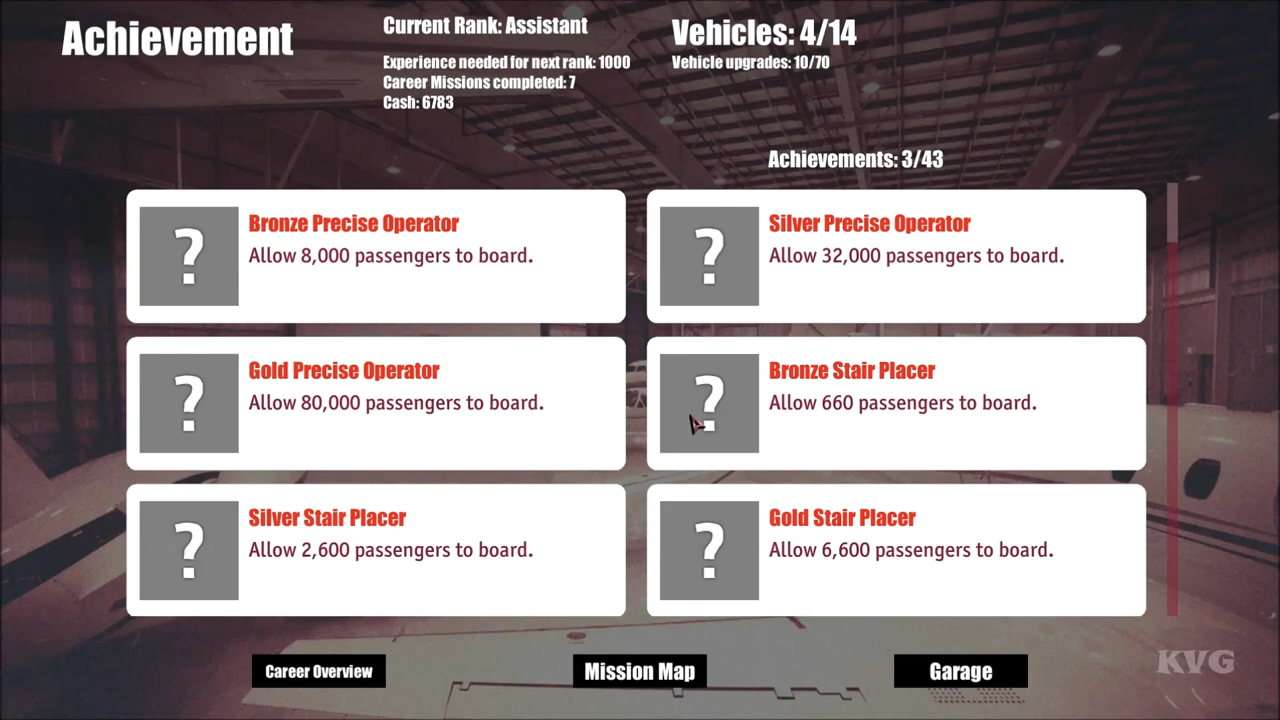 Achievement
Current Rank: Assistant
Experience needed for next rank: 1000
Career Missions completed: 7
Cash: 6783
Vehicles: 4/14
Vehicle upgrades: 10/70
Achievements: 3/43
?
Bronze Precise Operator
Allow 8,000 passengers to board.
?
Silver Precise Operator
Allow 32,000 passengers to board.
?
Gold Precise Operator
Allow 80,000 passengers to board.
?
Bronze Stair Placer
Allow 660 passengers to board.
?
Silver Stair Placer
Allow 2,600 passengers to board.
?
Gold Stair Placer
Allow 6,600 passengers to board.
Career Overview
Mission Map
Garage
KVG